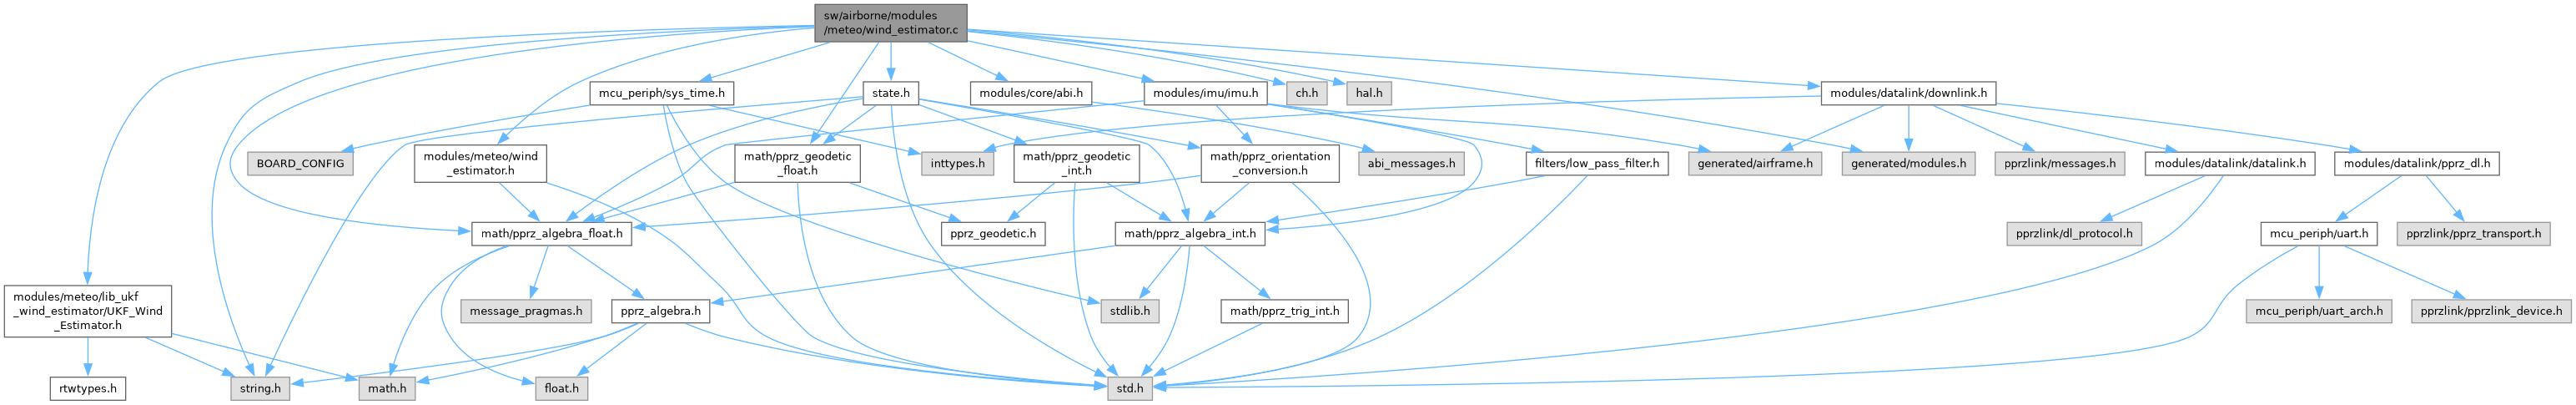 sw/airborne/modules
/meteo/wind_estimator.c
mcu_periph/sys_time.h
state.h
modules/core/abi.h
modules/imu/imu.h
ch.h
hal.h
modules/datalink/downlink.h
BOARD_CONFIG
modules/meteo/wind
_estimator.h
math/pprz_geodetic
_float.h
inttypes.h
math/pprz_geodetic
_int.h
math/pprz_orientation
_conversion.h
abi_messages.h
filters/low_pass_filter.h
generated/airframe.h
generated/modules.h
pprzlink/messages.h
modules/datalink/datalink.h
modules/datalink/pprz_dl.h
math/pprz_algebra_float.h
pprz_geodetic.h
math/pprz_algebra_int.h
pprzlink/dl_protocol.h
mcu_periph/uart.h
pprzlink/pprz_transport.h
modules/meteo/lib_ukf
_wind_estimator/UKF_Wind
_Estimator.h
message_pragmas.h
pprz_algebra.h
stdlib.h
math/pprz_trig_int.h
mcu_periph/uart_arch.h
pprzlink/pprzlink_device.h
rtwtypes.h
string.h
math.h
float.h
std.h